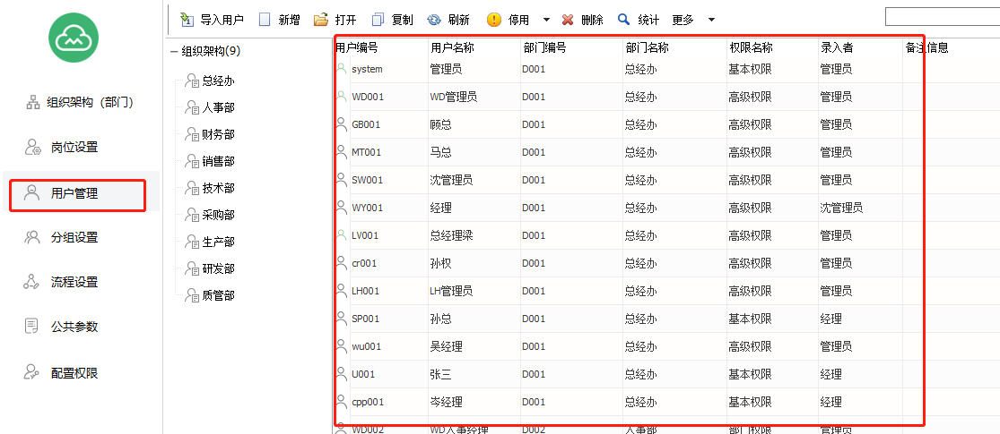 导入用户 新增 打开 复制 刷新 停用 删除 统计 更多
组织架构（部门）
岗位设置
用户管理
分组设置
流程设置
公共参数
配置权限
组织架构(9)
总经办
人事部
财务部
销售部
技术部
采购部
生产部
研发部
质管部
用户编号 用户名称 部门编号 部门名称 权限名称 录入者 备注信息
system 管理员 D001 总经办 基本权限 管理员
WD001 WD管理员 D001 总经办 高级权限 管理员
GB001 顾总 D001 总经办 高级权限 管理员
MT001 马总 D001 总经办 高级权限 管理员
SW001 沈管理员 D001 总经办 高级权限 管理员
WY001 经理 D001 总经办 高级权限 沈管理员
LV001 总经理梁 D001 总经办 高级权限 管理员
cr001 孙权 D001 总经办 高级权限 管理员
LH001 LH管理员 D001 总经办 高级权限 管理员
SP001 孙总 D001 总经办 基本权限 经理
wu001 吴经理 D001 总经办 高级权限 管理员
U001 张三 D001 总经办 基本权限 经理
cpp001 岑经理 D001 总经办 基本权限 经理
WD002 WD人事经理 D002 人事部 部门权限 管理员